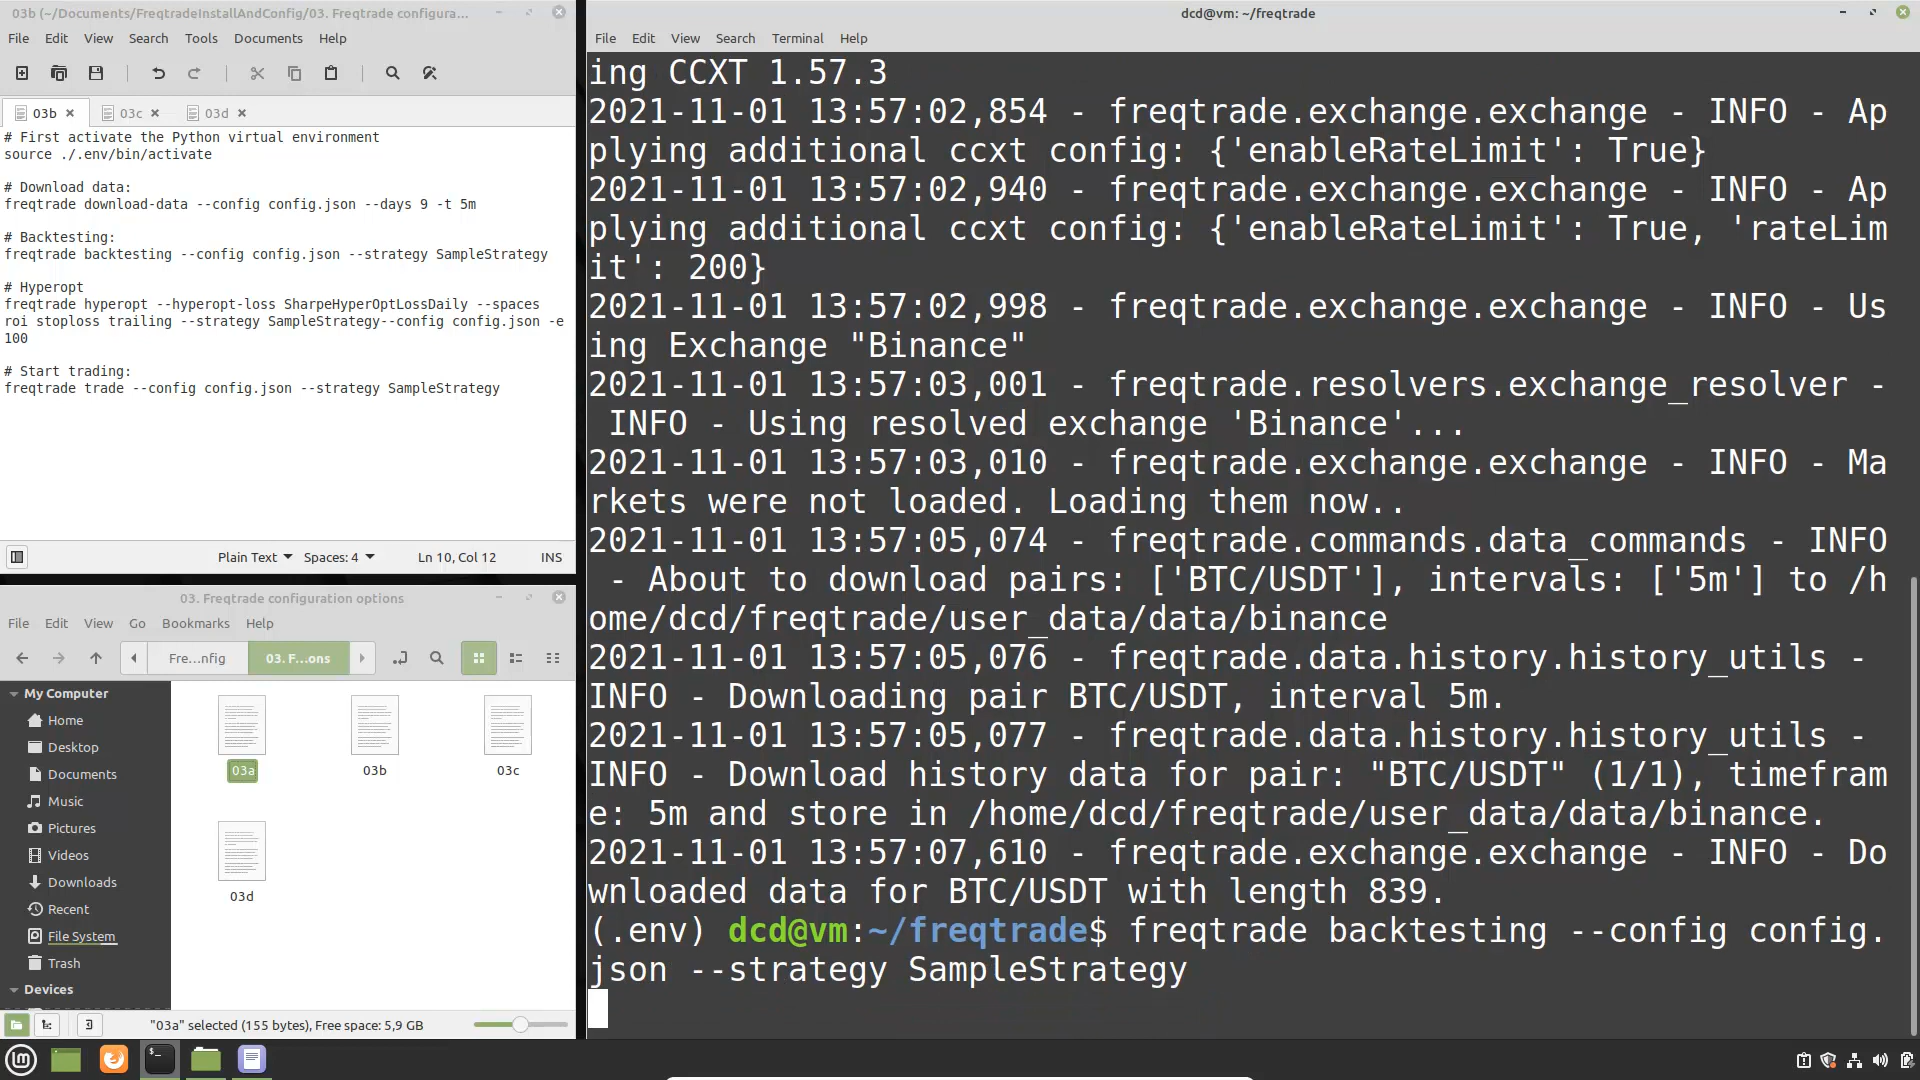 03b (~/Documents/FreqtradeInstallAndConfig/03. Freqtrade configura...
File Edit View Search Tools Documents Help
03b 03c 03d
# First activate the Python virtual environment
source ./.env/bin/activate
# Download data:
freqtrade download-data --config config.json --days 9 -t 5m
# Backtesting:
freqtrade backtesting --config config.json --strategy SampleStrategy
# Hyperopt
freqtrade hyperopt --hyperopt-loss SharpeHyperOptLossDaily --spaces
roi stoploss trailing --strategy SampleStrategy--config config.json -e
100
# Start trading:
freqtrade trade --config config.json --strategy SampleStrategy
Plain Text Spaces: 4 Ln 10, Col 12 INS
03. Freqtrade configuration options
File Edit View Go Bookmarks Help
Fre...nfig 03. F...ons
My Computer
Home
Desktop
Documents
Music
Pictures
Videos
Downloads
Recent
File System
Trash
Devices
03a 03b 03c
03d
"03a" selected (155 bytes), Free space: 5,9 GB
dcd@vm: ~/freqtrade
File Edit View Search Terminal Help
ing CCXT 1.57.3
2021-11-01 13:57:02,854 - freqtrade.exchange.exchange - INFO - Ap
plying additional ccxt config: {'enableRateLimit': True}
2021-11-01 13:57:02,940 - freqtrade.exchange.exchange - INFO - Ap
plying additional ccxt config: {'enableRateLimit': True, 'rateLim
it': 200}
2021-11-01 13:57:02,998 - freqtrade.exchange.exchange - INFO - Us
ing Exchange "Binance"
2021-11-01 13:57:03,001 - freqtrade.resolvers.exchange_resolver -
INFO - Using resolved exchange 'Binance'...
2021-11-01 13:57:03,010 - freqtrade.exchange.exchange - INFO - Ma
rkets were not loaded. Loading them now..
2021-11-01 13:57:05,074 - freqtrade.commands.data_commands - INFO
- About to download pairs: ['BTC/USDT'], intervals: ['5m'] to /h
ome/dcd/freqtrade/user_data/data/binance
2021-11-01 13:57:05,076 - freqtrade.data.history.history_utils -
INFO - Downloading pair BTC/USDT, interval 5m.
2021-11-01 13:57:05,077 - freqtrade.data.history.history_utils -
INFO - Download history data for pair: "BTC/USDT" (1/1), timefram
e: 5m and store in /home/dcd/freqtrade/user_data/data/binance.
2021-11-01 13:57:07,610 - freqtrade.exchange.exchange - INFO - Do
wnloaded data for BTC/USDT with length 839.
(.env) dcd@vm:~/freqtrade$ freqtrade backtesting --config config.
json --strategy SampleStrategy